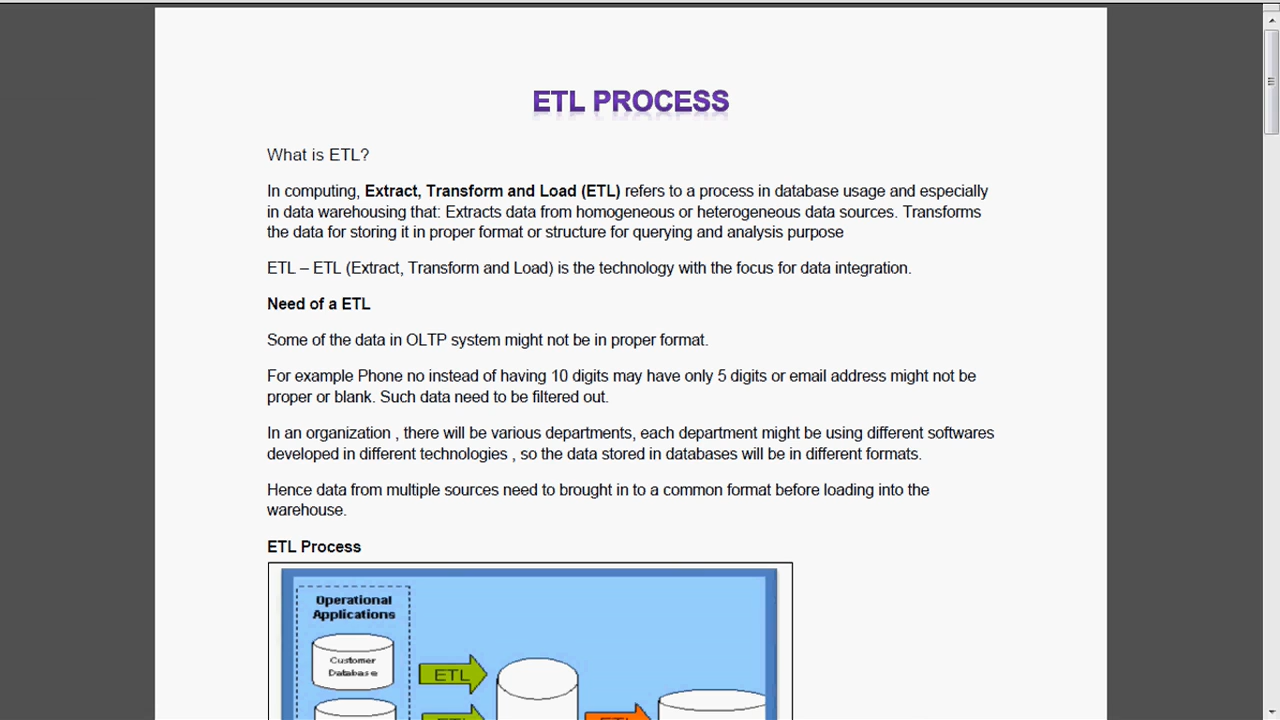 ETL PROCESS
What is ETL?
In computing, Extract, Transform and Load (ETL) refers to a process in database usage and especially
in data warehousing that: Extracts data from homogeneous or heterogeneous data sources. Transforms
the data for storing it in proper format or structure for querying and analysis purpose
ETL – ETL (Extract, Transform and Load) is the technology with the focus for data integration.
Need of a ETL
Some of the data in OLTP system might not be in proper format.
For example Phone no instead of having 10 digits may have only 5 digits or email address might not be
proper or blank. Such data need to be filtered out.
In an organization , there will be various departments, each department might be using different softwares
developed in different technologies , so the data stored in databases will be in different formats.
Hence data from multiple sources need to brought in to a common format before loading into the
warehouse.
ETL Process
Operational
Applications
Customer
Database
ETL
ETL
ETL